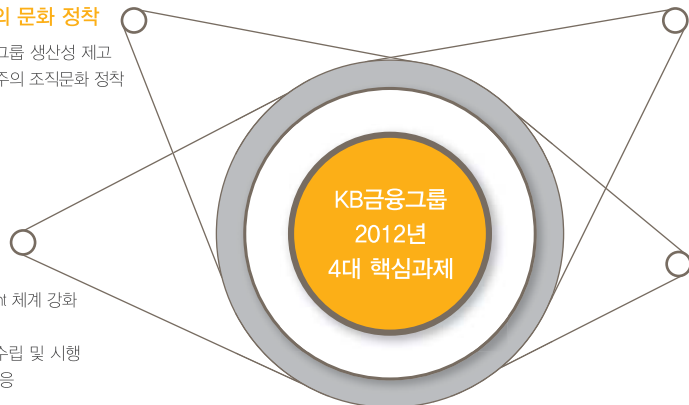 의 문화 정착
그룹 생산성 제고
주의 조직문화 정착
KB금융그룹
2012년
4대 핵심과제
nt 체계 강화
수립 및 시행
응